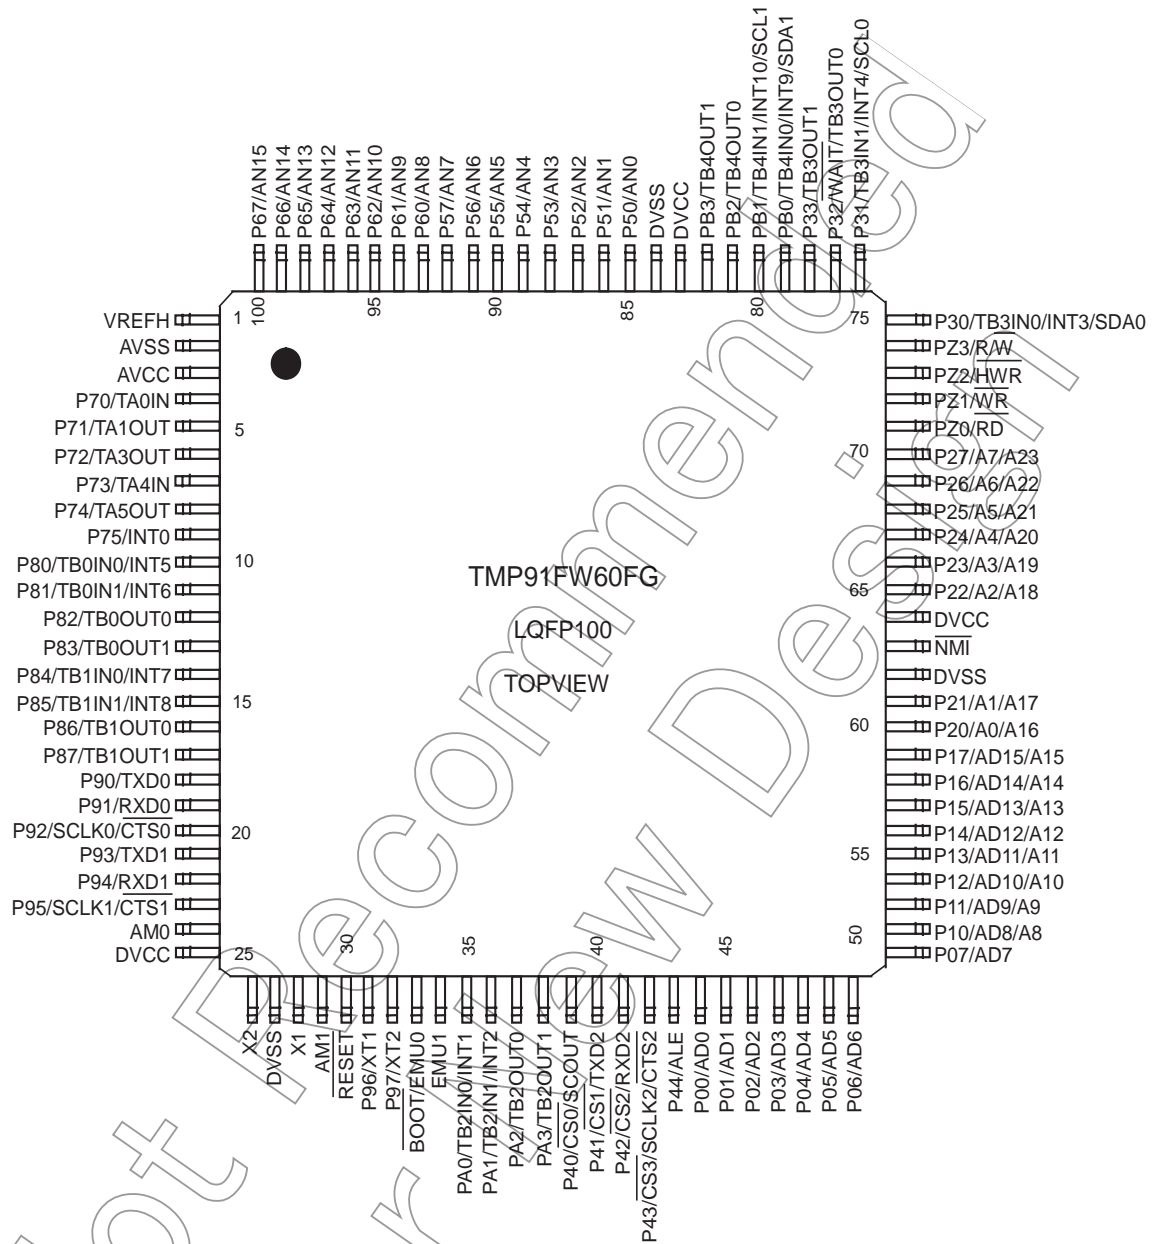 P67/AN15
P66/AN14
P65/AN13
P64/AN12
P63/AN11
P62/AN10
P61/AN9
P60/AN8
P57/AN7
P56/AN6
P55/AN5
P54/AN4
P53/AN3
P52/AN2
P51/AN1
P50/AN0
DVSS
DVCC
PB3/TB4OUT1
PB2/TB4OUT0
PB1/TB4IN1/INT10/SCL1
PB0/TB4IN0/INT9/SDA1
P33/TB3OUT1
P32/WAIT/TB3OUT0
P31/TB3IN1/INT4/SCL0
1
100
95
90
85
80
75
VREFH
AVSS
AVCC
P70/TA0IN
P71/TA1OUT
5
P72/TA3OUT
P73/TA4IN
P74/TA5OUT
P75/INT0
P80/TB0IN0/INT5
10
P81/TB0IN1/INT6
P82/TB0OUT0
P83/TB0OUT1
P84/TB1IN0/INT7
P85/TB1IN1/INT8
15
P86/TB1OUT0
P87/TB1OUT1
P90/TXD0
P91/RXD0
P92/SCLK0/CTS0
20
P93/TXD1
P94/RXD1
P95/SCLK1/CTS1
AM0
DVCC
25
TMP91FW60FG
LQFP100
TOPVIEW
P30/TB3IN0/INT3/SDA0
PZ3/R/W
PZ2/HWR
PZ1/WR
PZ0/RD
70
P27/A7/A23
P26/A6/A22
P25/A5/A21
P24/A4/A20
P23/A3/A19
65
P22/A2/A18
DVCC
NMI
DVSS
P21/A1/A17
60
P20/A0/A16
P17/AD15/A15
P16/AD14/A14
P15/AD13/A13
P14/AD12/A12
55
P13/AD11/A11
P12/AD10/A10
P11/AD9/A9
P10/AD8/A8
50
P07/AD7
30
35
40
45
X2
DVSS
X1
AM1
RESET
P96/XT1
P97/XT2
BOOT/EMU0
EMU1
PA0/TB2IN0/INT1
PA1/TB2IN1/INT2
PA2/TB2OUT0
PA3/TB2OUT1
P40/CS0/SCOUT
P41/CS1/TXD2
P42/CS2/RXD2
P43/CS3/SCLK2/CTS2
P44/ALE
P00/AD0
P01/AD1
P02/AD2
P03/AD3
P04/AD4
P05/AD5
P06/AD6
Not Recommended
for New Design